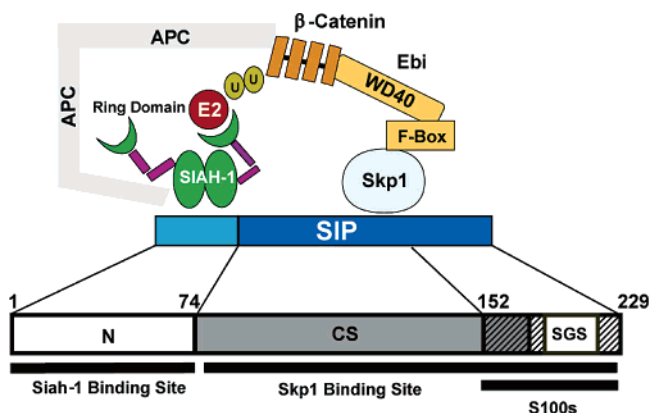 β-Catenin
APC
Ebi
APC
Ring Domain
E2
U
U
WD40
F-Box
SIAH-1
Skp1
SIP
1
74
152
229
N
CS
SGS
Siah-1 Binding Site
Skp1 Binding Site
S100s